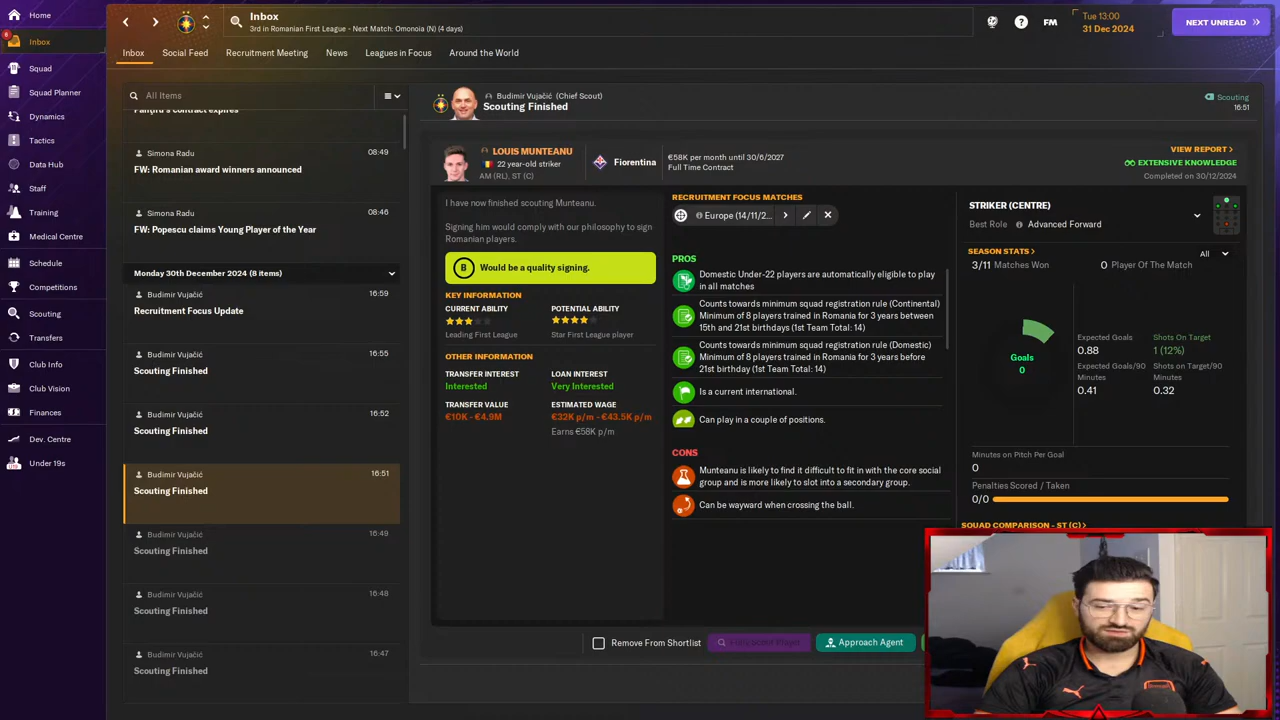 Home
Inbox
Squad
Squad Planner
Dynamics
Tactics
Data Hub
Staff
Training
Medical Centre
Schedule
Competitions
Scouting
Transfers
Club Info
Club Vision
Finances
Dev. Centre
Under 19s
Inbox
3rd in Romanian First League - Next Match: Omonoia (N) (4 days)
FM
Tue 13:00
31 Dec 2024
NEXT UNREAD
Inbox
Social Feed
Recruitment Meeting
News
Leagues in Focus
Around the World
All Items
Panțîru's contract expires
Simona Radu
08:49
FW: Romanian award winners announced
Simona Radu
08:46
FW: Popescu claims Young Player of the Year
Monday 30th December 2024 (8 items)
Budimir Vujačić
16:59
Recruitment Focus Update
Budimir Vujačić
16:55
Scouting Finished
Budimir Vujačić
16:52
Scouting Finished
Budimir Vujačić
16:51
Scouting Finished
Budimir Vujačić
16:49
Scouting Finished
Budimir Vujačić
16:48
Scouting Finished
Budimir Vujačić
16:47
Scouting Finished
Budimir Vujačić (Chief Scout)
Scouting Finished
Scouting
16:51
LOUIS MUNTEANU
22 year-old striker
AM (RL), ST (C)
Fiorentina
€58K per month until 30/6/2027
Full Time Contract
VIEW REPORT >
EXTENSIVE KNOWLEDGE
Completed on 30/12/2024
I have now finished scouting Munteanu.
Signing him would comply with our philosophy to sign
Romanian players.
B Would be a quality signing.
KEY INFORMATION
CURRENT ABILITY
POTENTIAL ABILITY
Leading First League
Star First League player
OTHER INFORMATION
TRANSFER INTEREST
LOAN INTEREST
Interested
Very Interested
TRANSFER VALUE
ESTIMATED WAGE
€10K - €4.9M
€32K p/m - €43.5K p/m
Earns €58K p/m
RECRUITMENT FOCUS MATCHES
Europe (14/11/2...
PROS
Domestic Under-22 players are automatically eligible to play
in all matches
Counts towards minimum squad registration rule (Continental)
Minimum of 8 players trained in Romania for 3 years between
15th and 21st birthdays (1st Team Total: 14)
Counts towards minimum squad registration rule (Domestic)
Minimum of 8 players trained in Romania for 3 years before
21st birthday (1st Team Total: 14)
Is a current international.
Can play in a couple of positions.
CONS
Munteanu is likely to find it difficult to fit in with the core social
group and is more likely to slot into a secondary group.
Can be wayward when crossing the ball.
STRIKER (CENTRE)
Best Role
Advanced Forward
SEASON STATS >
All
3/11 Matches Won
0 Player Of The Match
Goals
0
Expected Goals
0.88
Shots On Target
1 (12%)
Expected Goals/90
Minutes
0.41
Shots on Target/90
Minutes
0.32
Minutes on Pitch Per Goal
0
Penalties Scored / Taken
0/0
SQUAD COMPARISON - ST (C) >
Remove From Shortlist
Fully Scout Player
Approach Agent